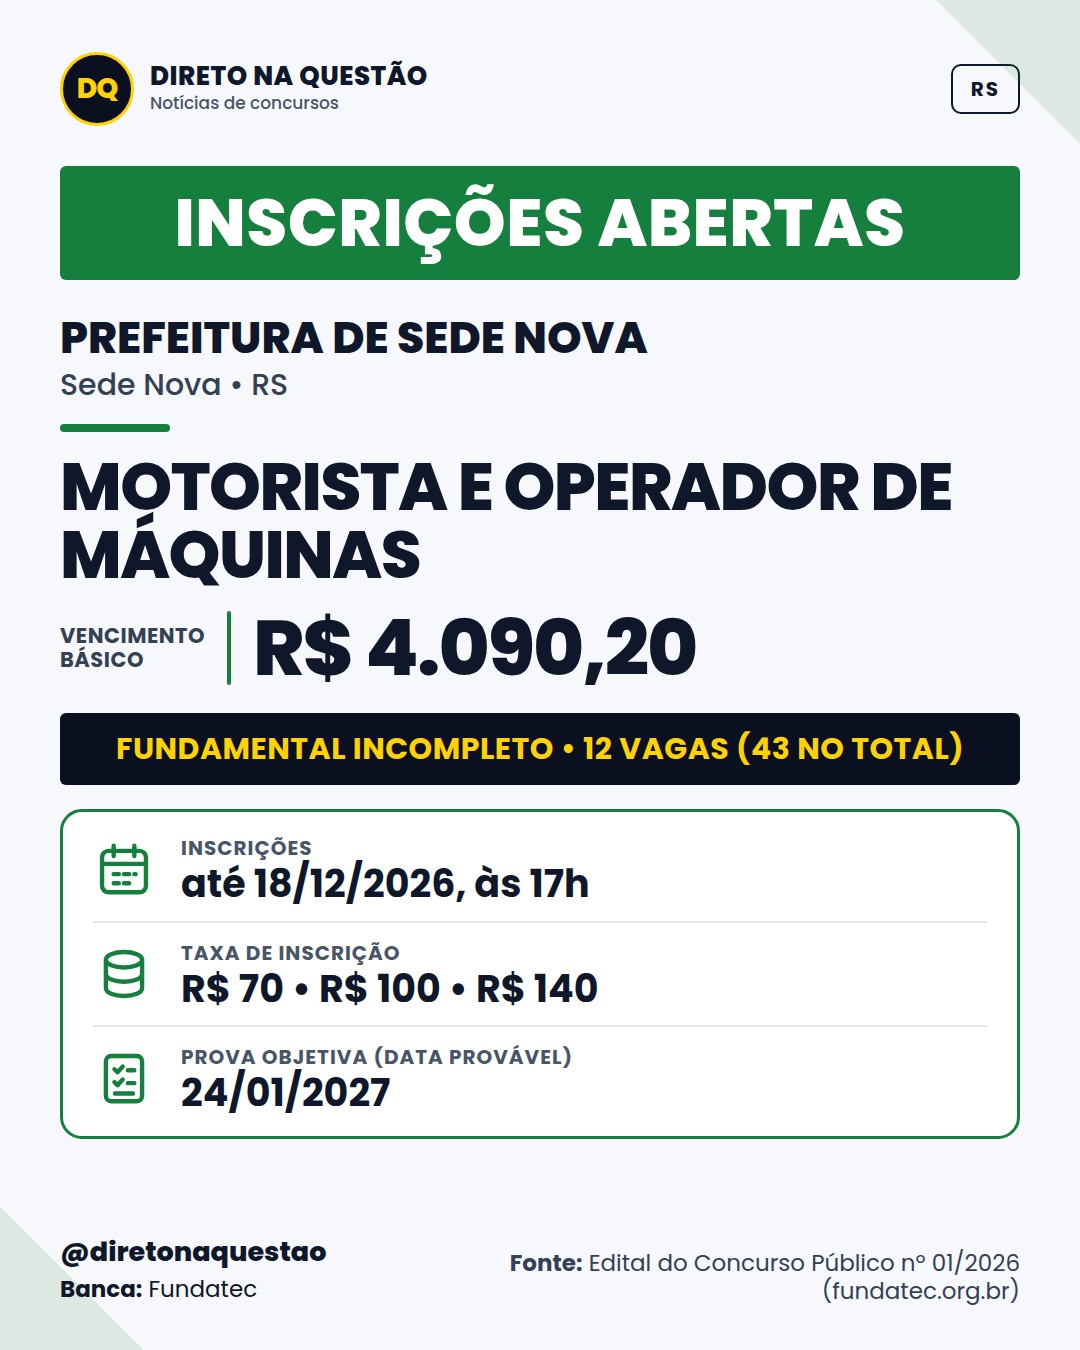 DQ
DIRETO NA QUESTÃO
Notícias de concursos
RS
INSCRIÇÕES ABERTAS
PREFEITURA DE SEDE NOVA
Sede Nova • RS
MOTORISTA E OPERADOR DE
MÁQUINAS
VENCIMENTO
BÁSICO
R$ 4.090,20
FUNDAMENTAL INCOMPLETO • 12 VAGAS (43 NO TOTAL)
INSCRIÇÕES
até 18/12/2026, às 17h
TAXA DE INSCRIÇÃO
R$ 70 • R$ 100 • R$ 140
PROVA OBJETIVA (DATA PROVÁVEL)
24/01/2027
@diretonaquestao
Banca: Fundatec
Fonte: Edital do Concurso Público nº 01/2026
(fundatec.org.br)